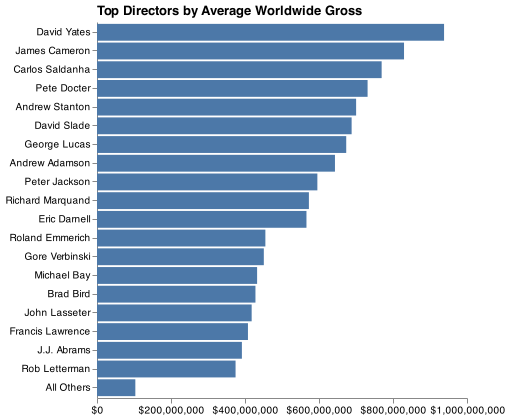 Top Directors by Average Worldwide Gross
David Yates
James Cameron
Carlos Saldanha
Pete Docter
Andrew Stanton
David Slade
George Lucas
Andrew Adamson
Peter Jackson
Richard Marquand
Eric Darnell
Roland Emmerich
Gore Verbinski
Michael Bay
Brad Bird
John Lasseter
Francis Lawrence
J.J. Abrams
Rob Letterman
All Others
$0 $200,000,000 $400,000,000 $600,000,000 $800,000,000 $1,000,000,000